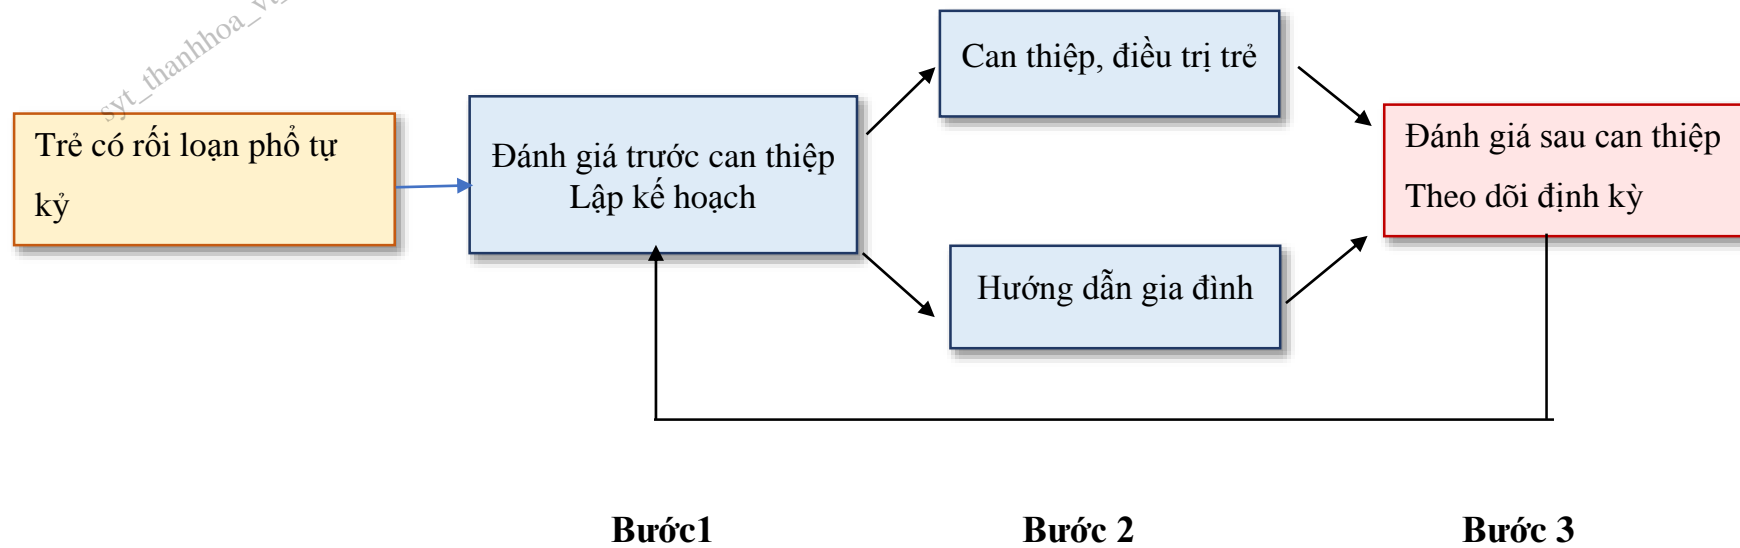 syt_thanhhoa_vt
Can thiệp, điều trị trẻ
Trẻ có rối loạn phổ tự
kỷ
Đánh giá trước can thiệp
Lập kế hoạch
Đánh giá sau can thiệp
Theo dõi định kỳ
Hướng dẫn gia đình
Bước1
Bước 2
Bước 3